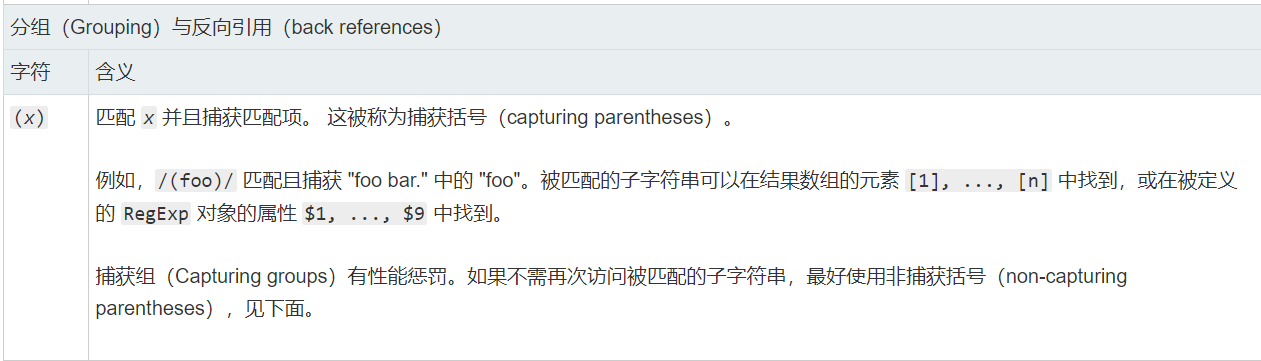 分组（Grouping）与反向引用（back references）
字符
含义
(x)
匹配 x 并且捕获匹配项。 这被称为捕获括号（capturing parentheses）。
例如，/(foo)/ 匹配且捕获 "foo bar." 中的 "foo"。被匹配的子字符串可以在结果数组的元素 [1], ..., [n] 中找到，或在被定义
的 RegExp 对象的属性 $1, ..., $9 中找到。
捕获组（Capturing groups）有性能惩罚。如果不需再次访问被匹配的子字符串，最好使用非捕获括号（non-capturing
parentheses），见下面。